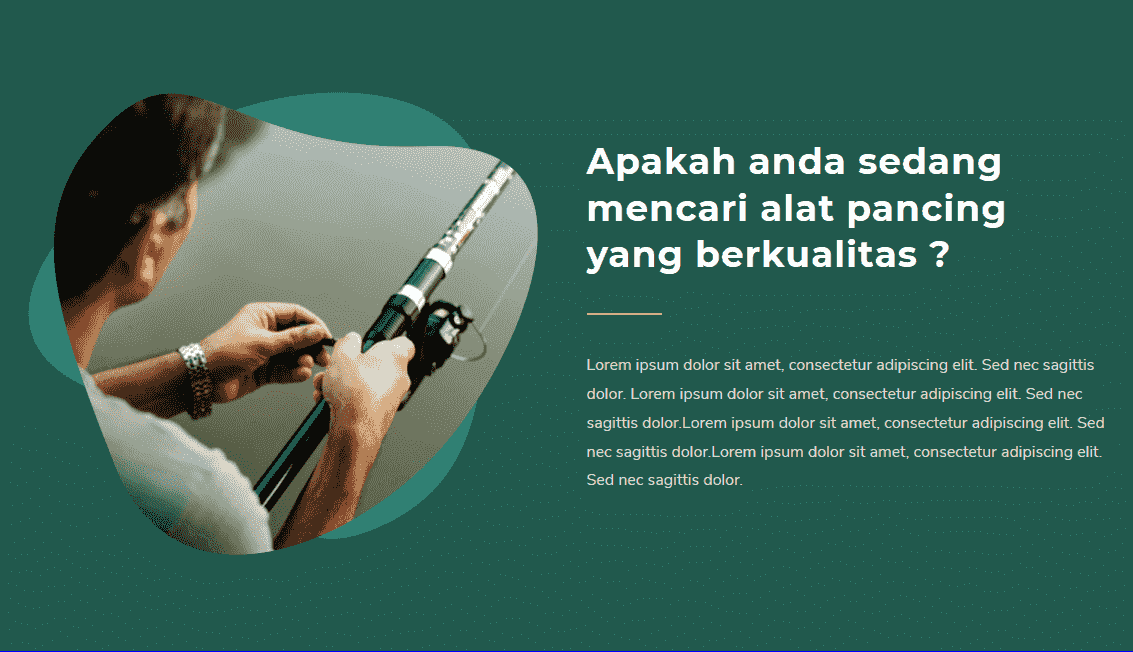 Apakah anda sedang
mencari alat pancing
yang berkualitas ?
Lorem ipsum dolor sit amet, consectetur adipiscing elit. Sed nec sagittis
dolor. Lorem ipsum dolor sit amet, consectetur adipiscing elit. Sed nec
sagittis dolor.Lorem ipsum dolor sit amet, consectetur adipiscing elit. Sed
nec sagittis dolor.Lorem ipsum dolor sit amet, consectetur adipiscing elit.
Sed nec sagittis dolor.